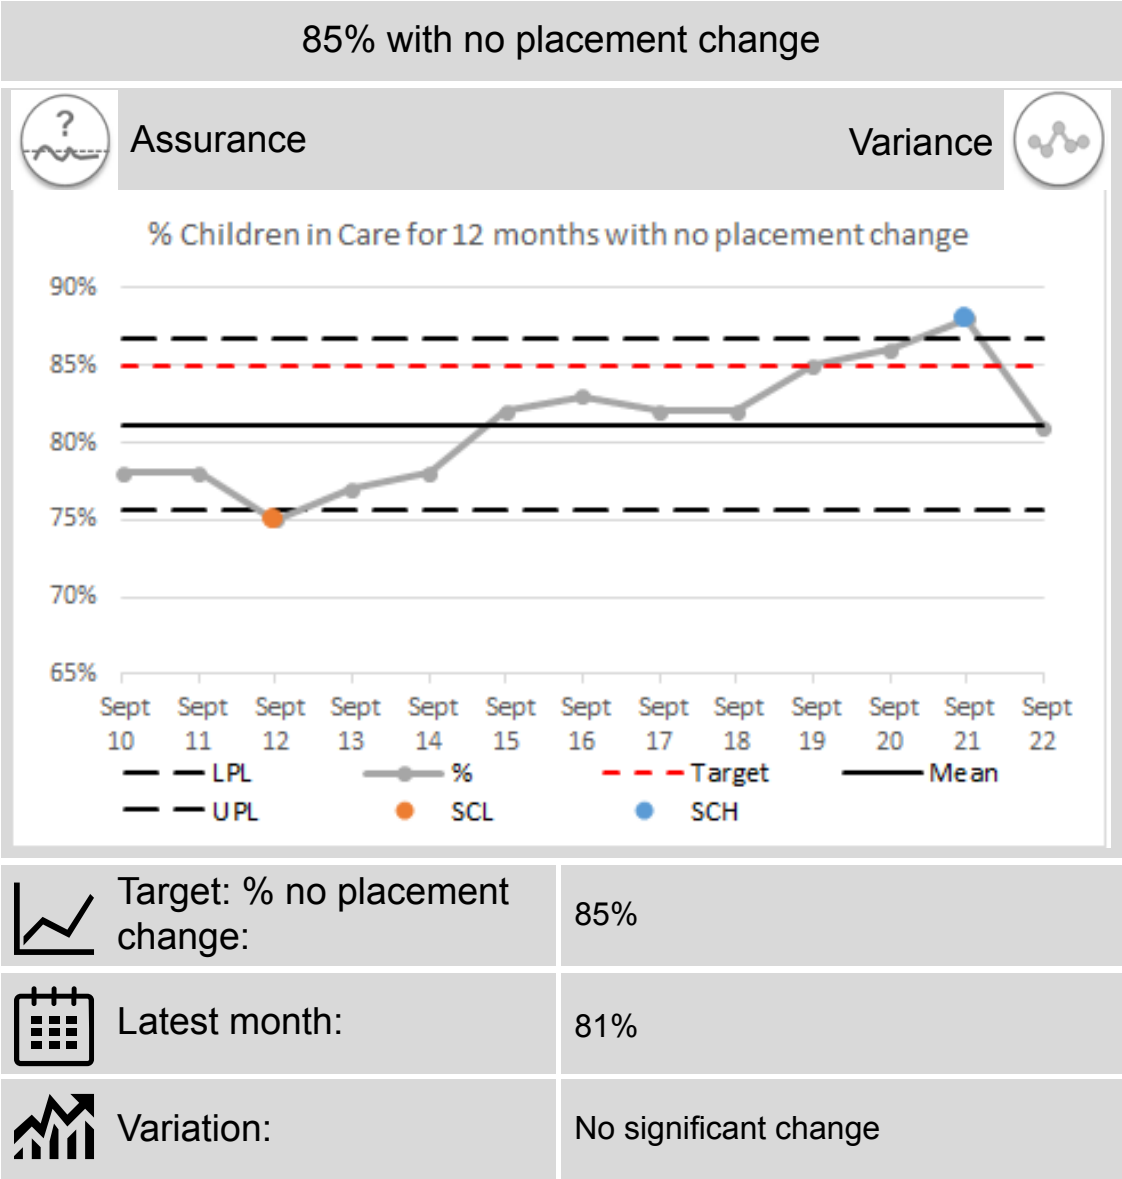 85% with no placement change
?
Assurance
Variance
% Children in Care for 12 months with no placement change
90%
85%
80%
75%
70%
65%
Sept Sept Sept Sept Sept Sept Sept Sept Sept Sept Sept Sept Sept
10 11 12 13 14 15 16 17 18 19 20 21 22
LPL % Target Mean
UPL SCL SCH
Target: % no placement
change:
85%
Latest month:
81%
Variation:
No significant change